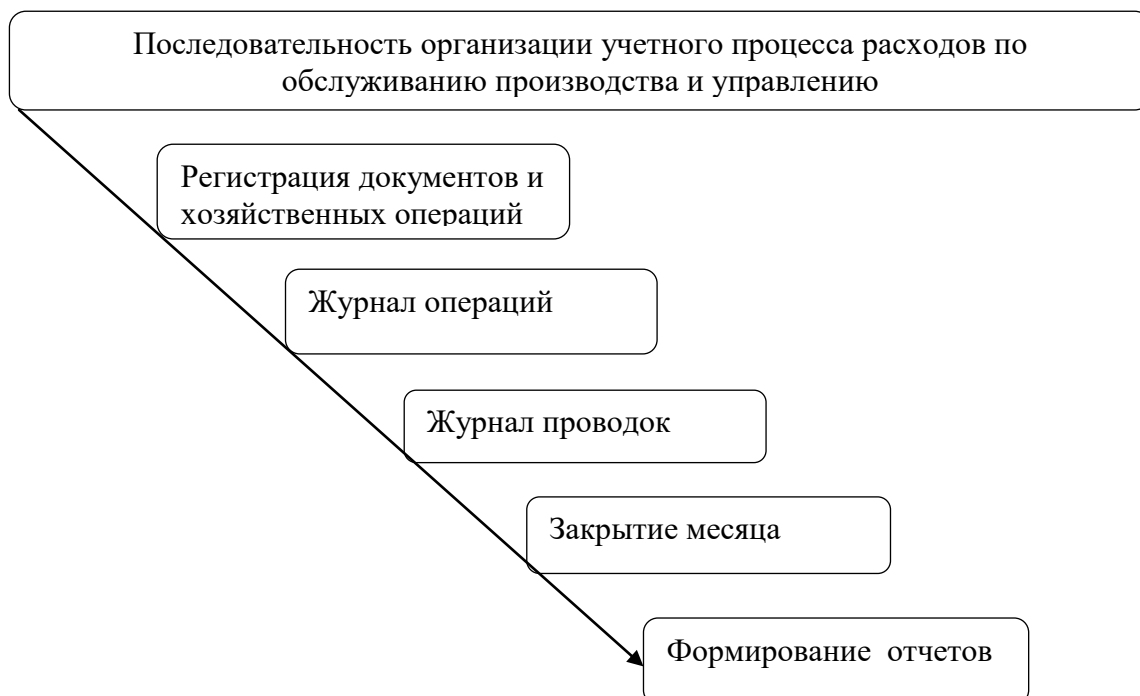 Последовательность организации учетного процесса расходов по
обслуживанию производства и управлению
Регистрация документов и
хозяйственных операций
Журнал операций
Журнал проводок
Закрытие месяца
Формирование отчетов